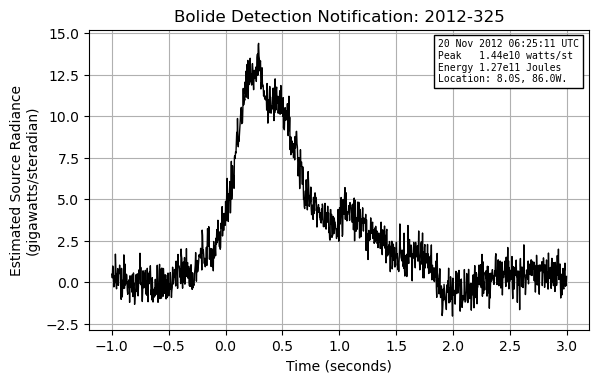 Bolide Detection Notification: 2012-325
20 Nov 2012 06:25:11 UTC
Peak   1.44e10 watts/st
Energy 1.27e11 Joules
Location: 8.0S, 86.0W.
Estimated Source Radiance
(gigawatts/steradian)
15.0
12.5
10.0
7.5
5.0
2.5
0.0
−2.5
−1.0 −0.5 0.0 0.5 1.0 1.5 2.0 2.5 3.0
Time (seconds)